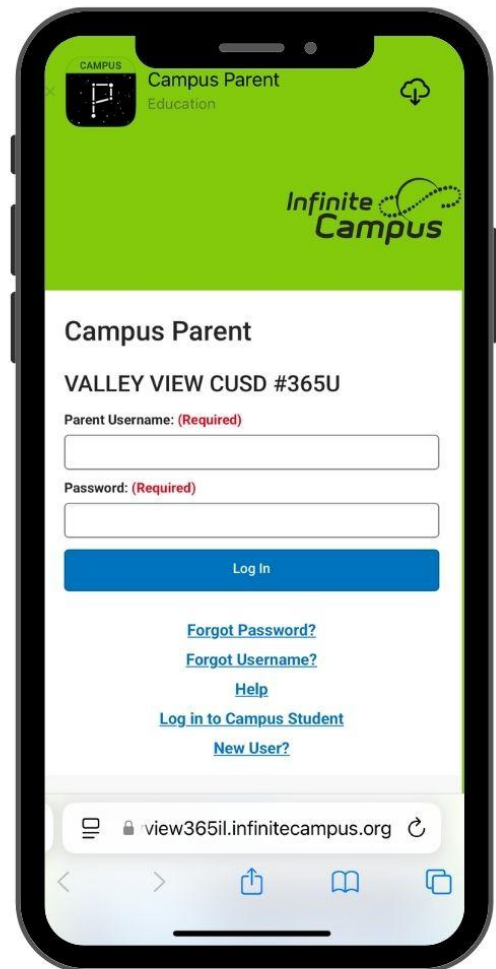 CAMPUS
Campus Parent
Education
Infinite
Campus
Campus Parent
VALLEY VIEW CUSD #365U
Parent Username: (Required)
Password: (Required)
Log In
Forgot Password?
Forgot Username?
Help
Log in to Campus Student
New User?
view365il.infinitecampus.org